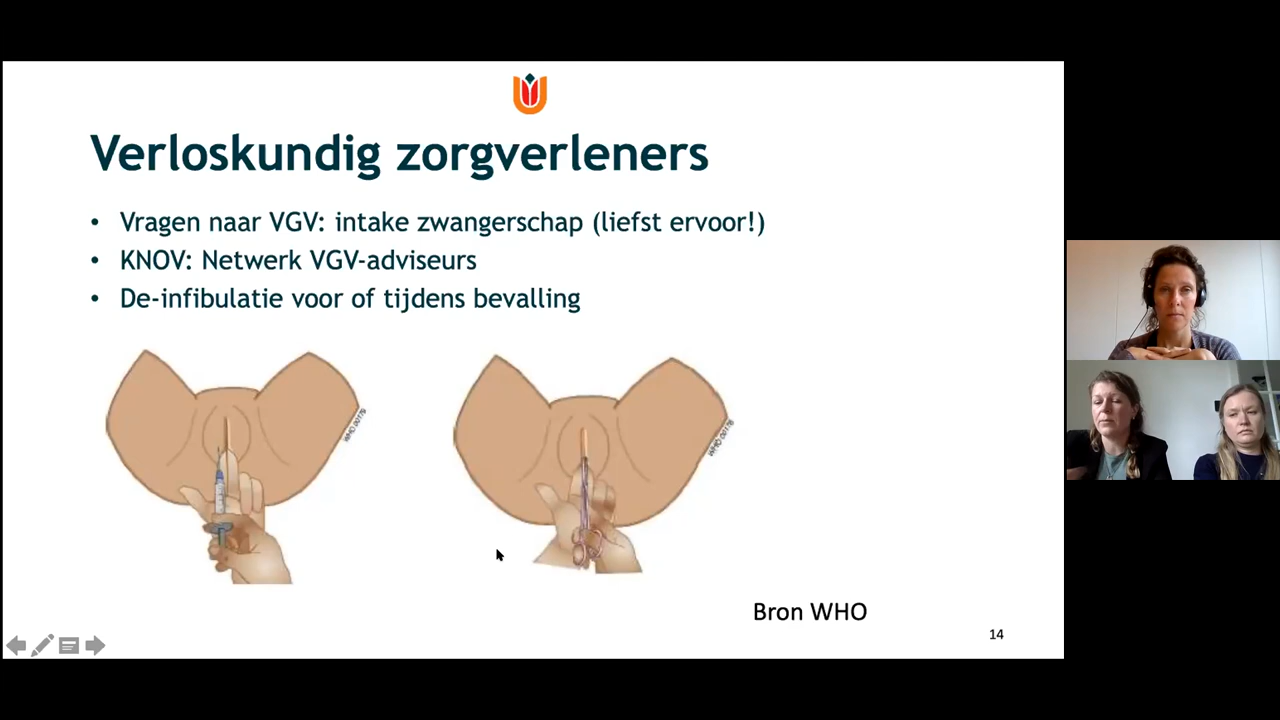 Verloskundig zorgverleners
• Vragen naar VGV: intake zwangerschap (liefst ervoor!)
• KNOV: Netwerk VGV-adviseurs
• De-infibulatie voor of tijdens bevalling
Bron WHO
14